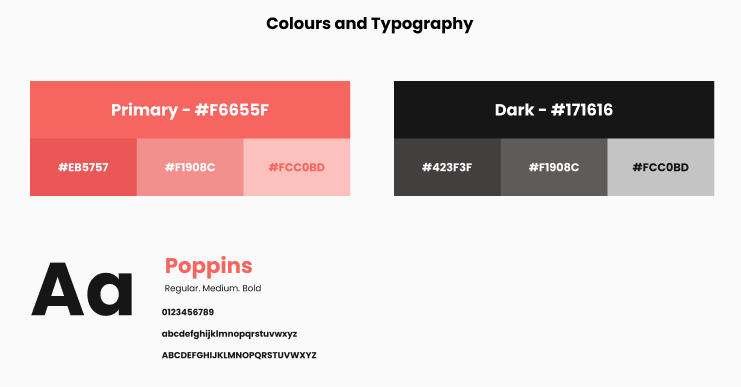 Colours and Typography
Primary - #F6655F
#EB5757
#F1908C
#FCC0BD
Dark - #171616
#423F3F
#F1908C
#FCC0BD
Aa
Poppins
Regular. Medium. Bold
0123456789
abcdefghijklmnopqrstuvwxyz
ABCDEFGHIJKLMNOPQRSTUVWXYZ